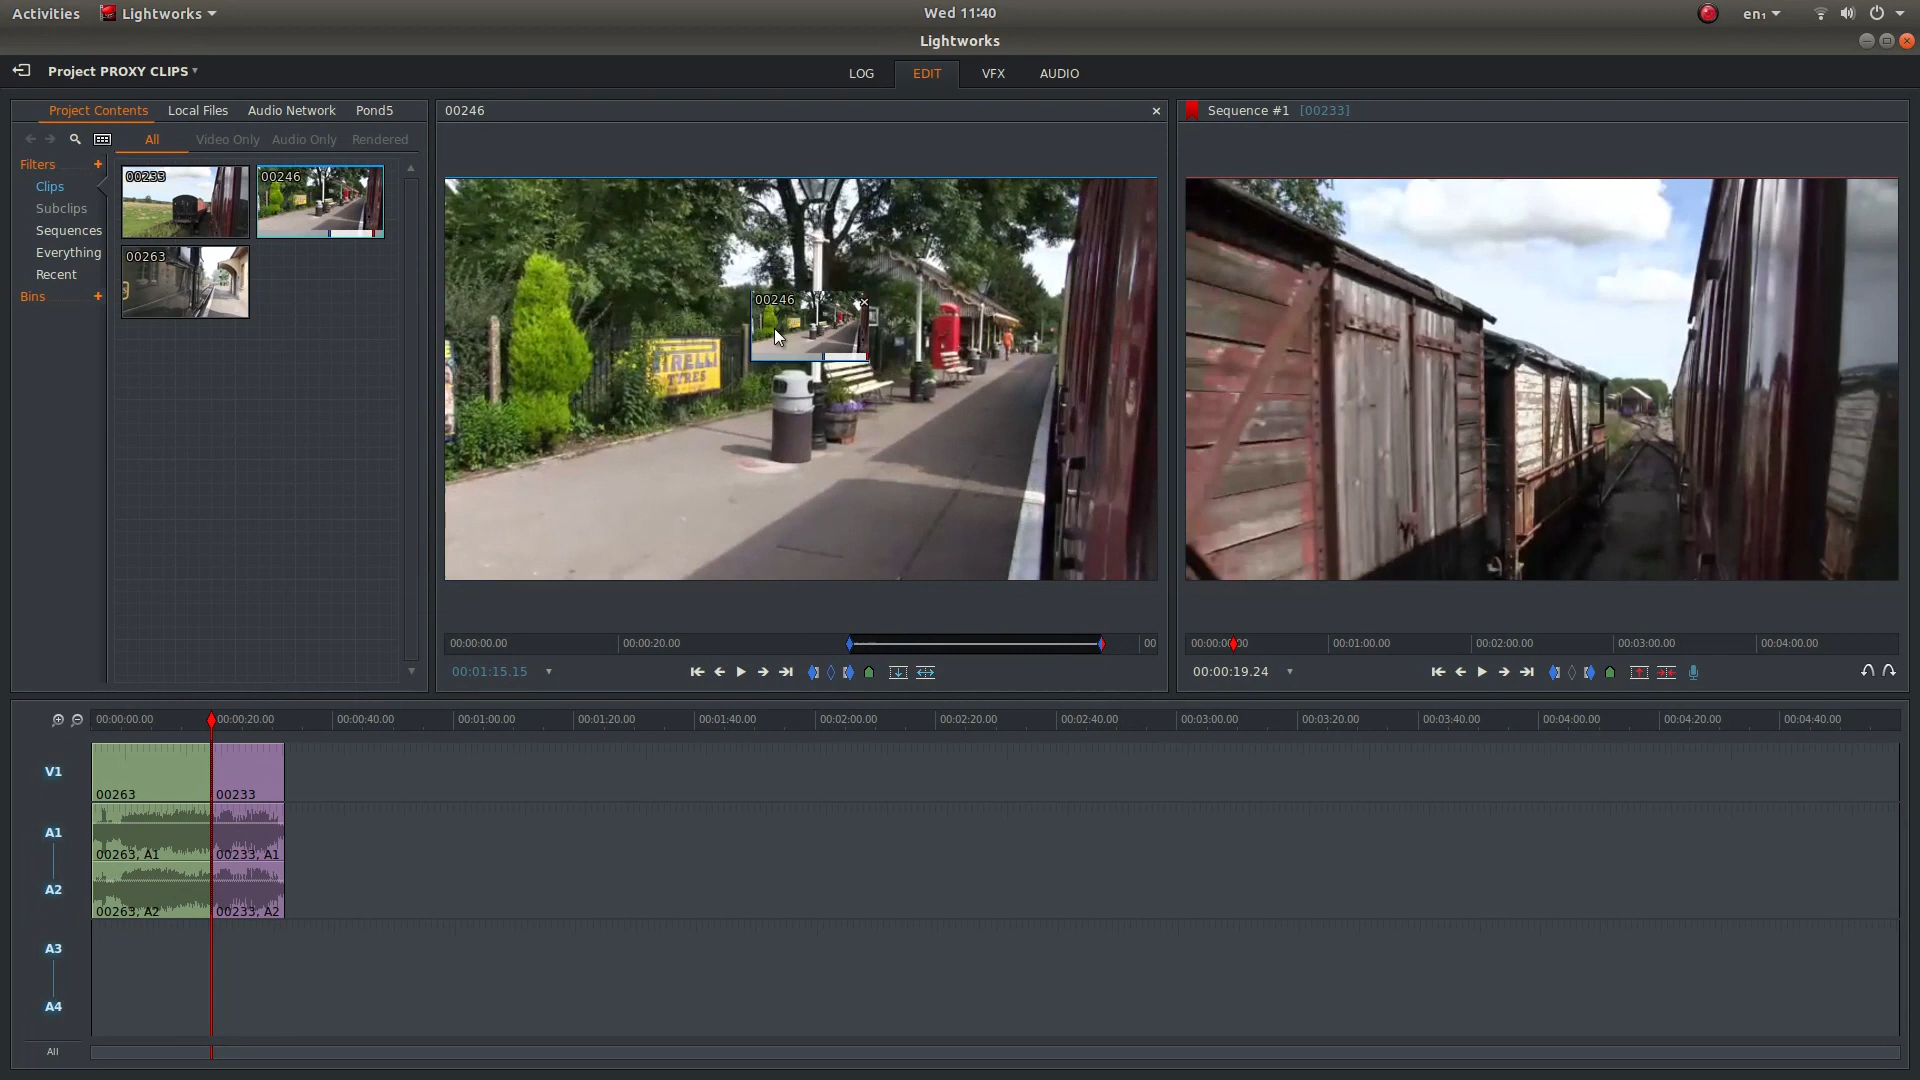 Activities Lightworks Wed 11:40 en₁
Lightworks
Project PROXY CLIPS LOG EDIT VFX AUDIO
Project Contents Local Files Audio Network Pond5
All Video Only Audio Only Rendered
Filters +
Clips
Subclips
Sequences
Everything
Recent
Bins +
00233 00246
00263
00246
00246
TYRES
Sequence #1 [00233]
00:00:00.00 00:00:20.00 00
00:01:15.15
00:01:00.00 00:02:00.00 00:03:00.00 00:04:00.00
00:00:19.24
00:00:00.00 00:00:20.00 00:00:40.00 00:01:00.00 00:01:20.00 00:01:40.00 00:02:00.00 00:02:20.00 00:02:40.00 00:03:00.00 00:03:20.00 00:03:40.00 00:04:00.00 00:04:20.00 00:04:40.00
V1
00263 00233
A1
00263, A1 00233, A1
A2
00263, A2 00233, A2
A3
A4
All